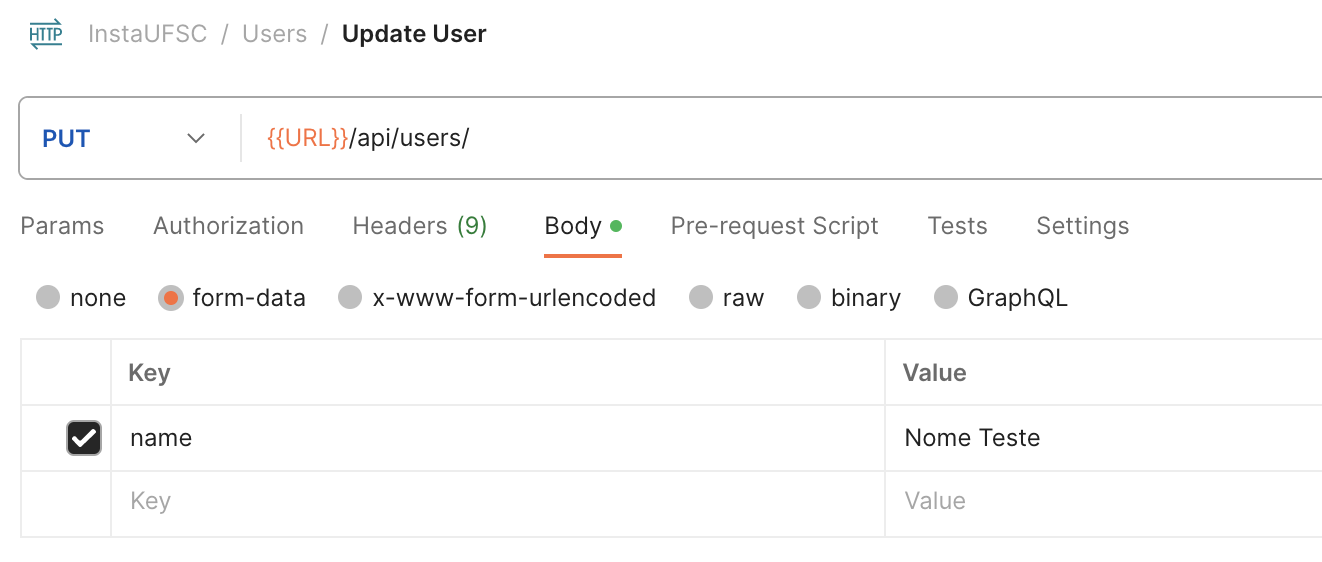 HTTP InstaUFSC / Users / Update User
PUT {{URL}}/api/users/
Params Authorization Headers (9) Body Pre-request Script Tests Settings
none form-data x-www-form-urlencoded raw binary GraphQL
Key Value
name Nome Teste
Key Value